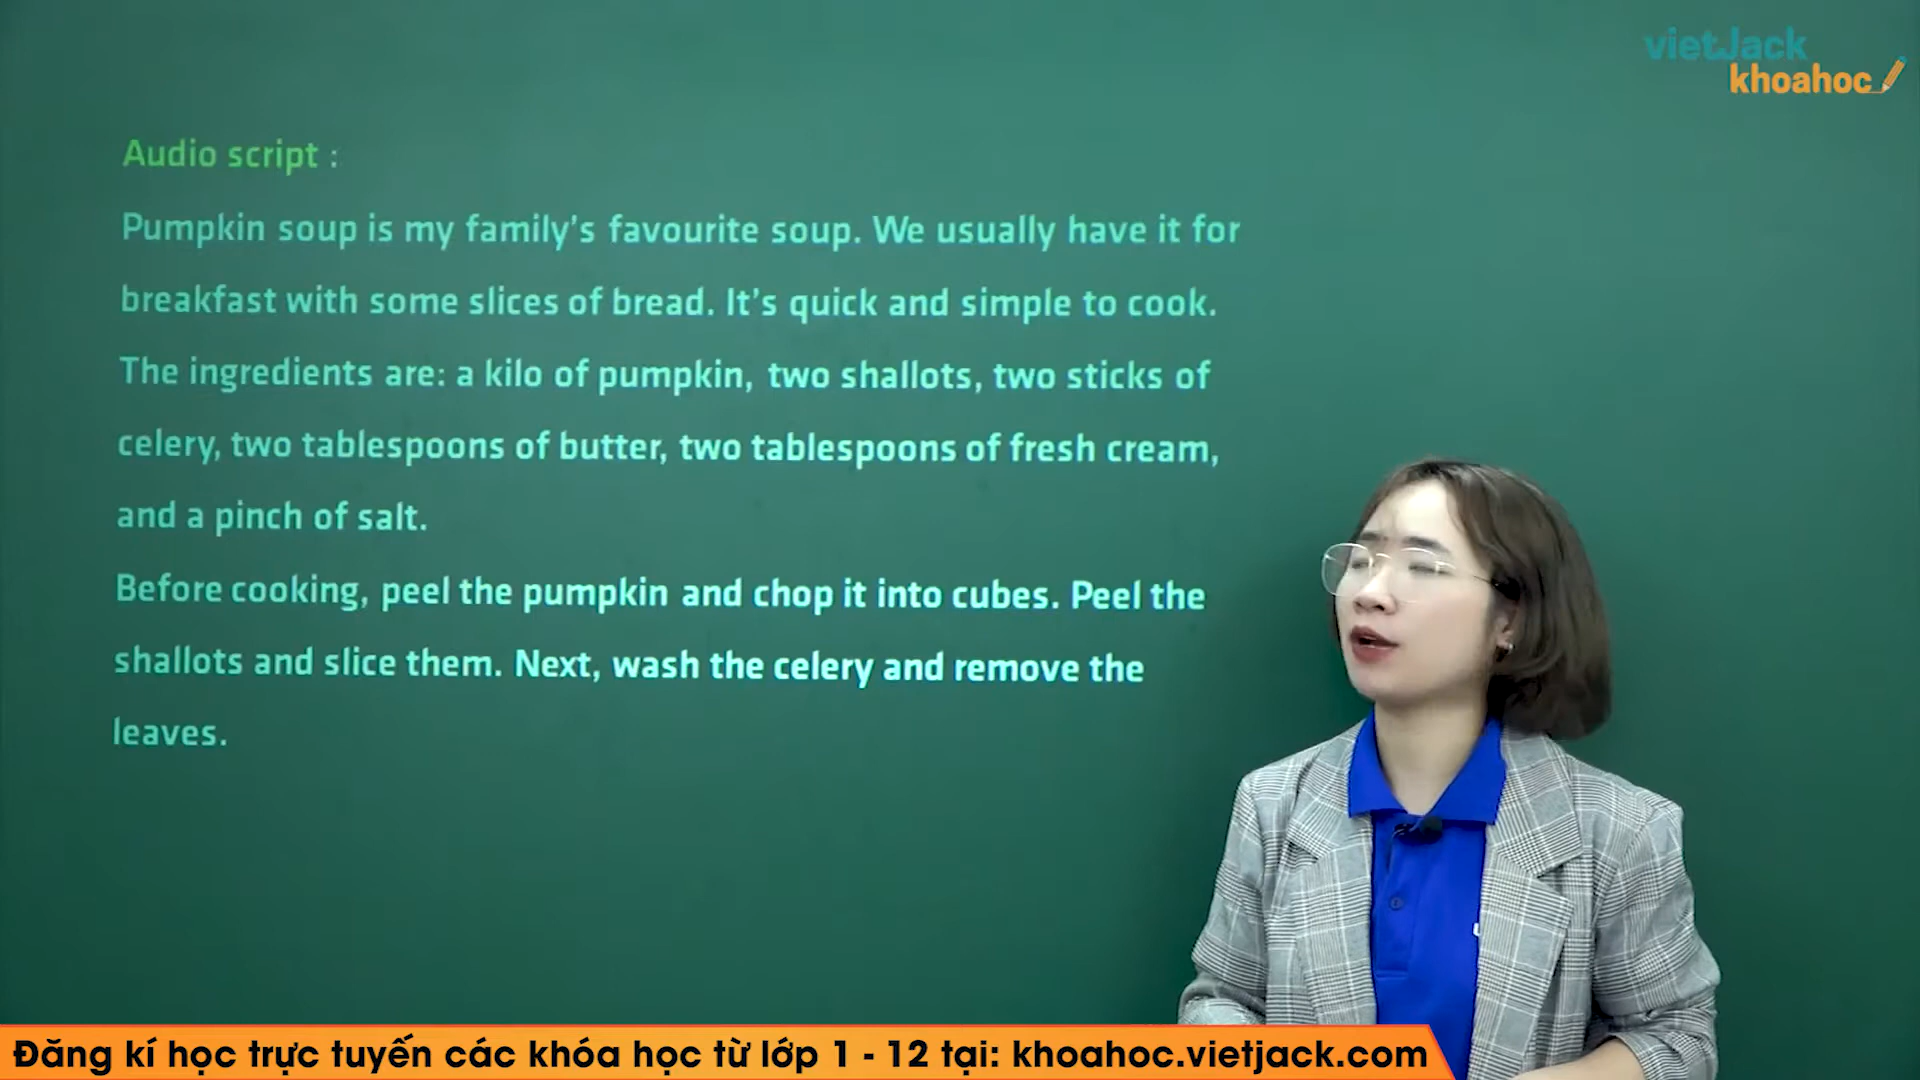 vietJack
khoahoc
Audio script :
Pumpkin soup is my family's favourite soup. We usually have it for
breakfast with some slices of bread. It's quick and simple to cook.
The ingredients are: a kilo of pumpkin, two shallots, two sticks of
celery, two tablespoons of butter, two tablespoons of fresh cream,
and a pinch of salt.
Before cooking, peel the pumpkin and chop it into cubes. Peel the
shallots and slice them. Next, wash the celery and remove the
leaves.
Đăng kí học trực tuyến các khóa học từ lớp 1 - 12 tại: khoahoc.vietjack.com